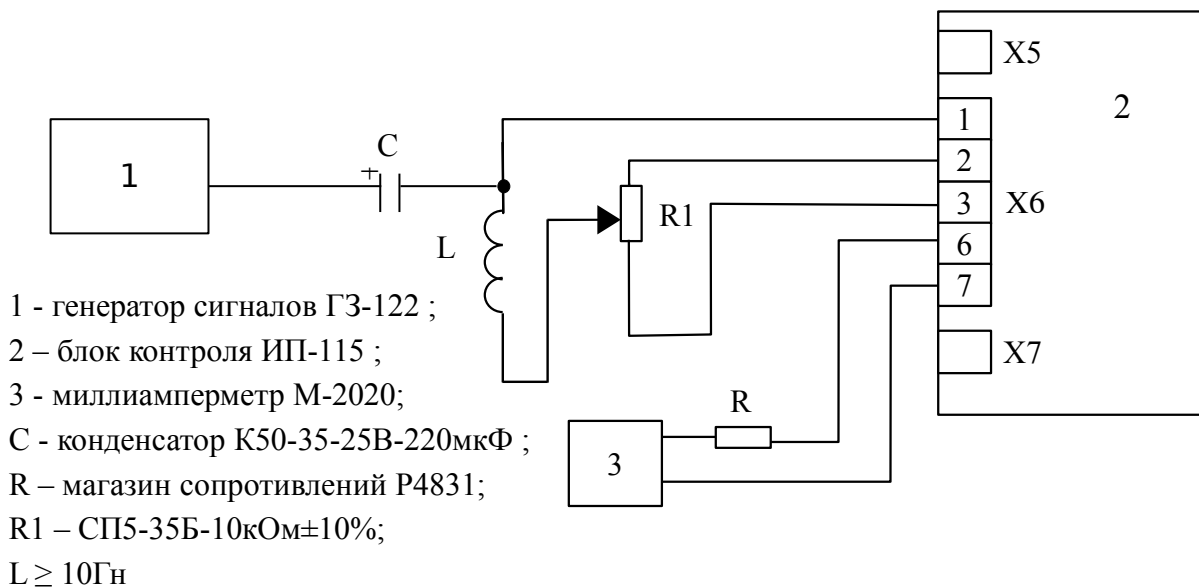 X5
2
1
1
C
+
2
R1
3
X6
L
6
7
1 - генератор сигналов ГЗ-122 ;
2 – блок контроля ИП-115 ;
X7
3 - миллиамперметр М-2020;
R
С - конденсатор К50-35-25В-220мкФ ;
3
R – магазин сопротивлений Р4831;
R1 – СП5-35Б-10кОм±10%;
L ≥ 10Гн